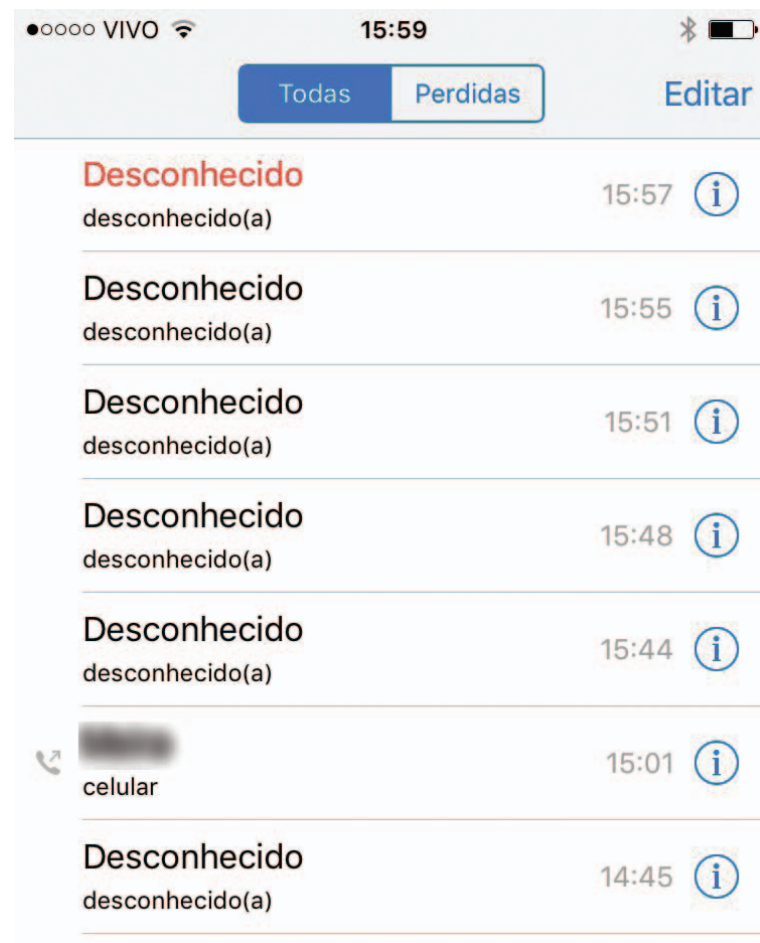 VIVO 15:59
Todas Perdidas Editar
Desconhecido
desconhecido(a)
15:57
Desconhecido
desconhecido(a)
15:55
Desconhecido
desconhecido(a)
15:51
Desconhecido
desconhecido(a)
15:48
Desconhecido
desconhecido(a)
15:44
celular
15:01
Desconhecido
desconhecido(a)
14:45